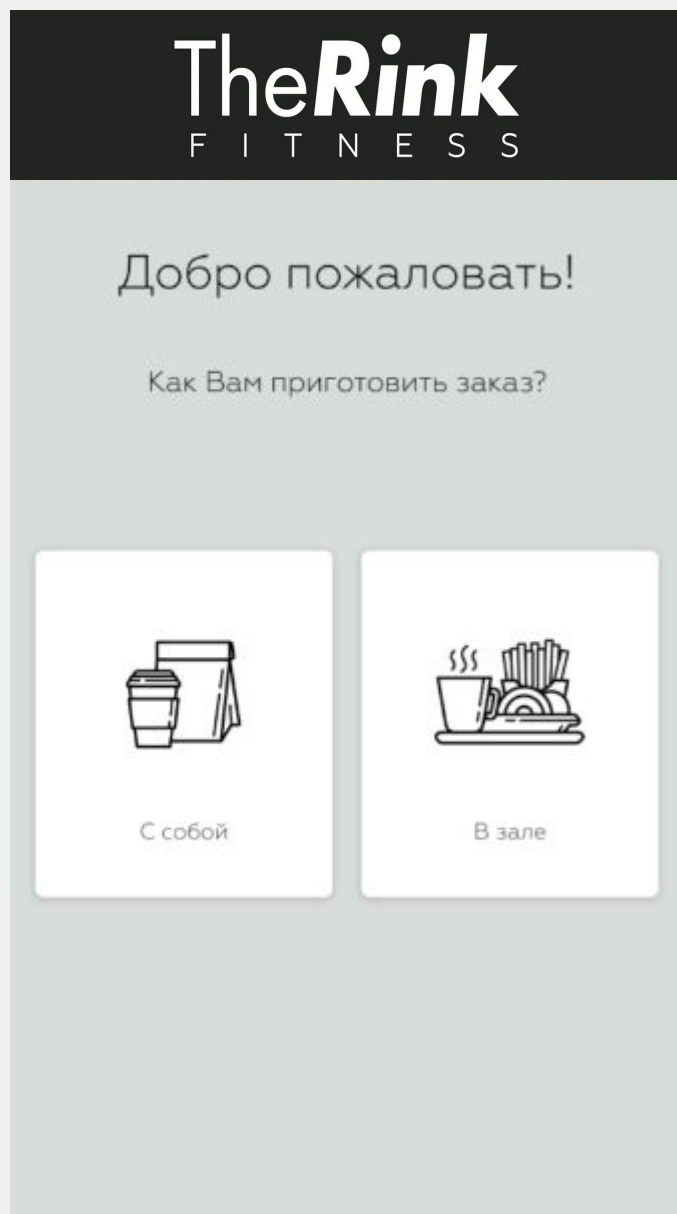 TheRink
FITNESS
Добро пожаловать!
Как Вам приготовить заказ?
С собой
В зале